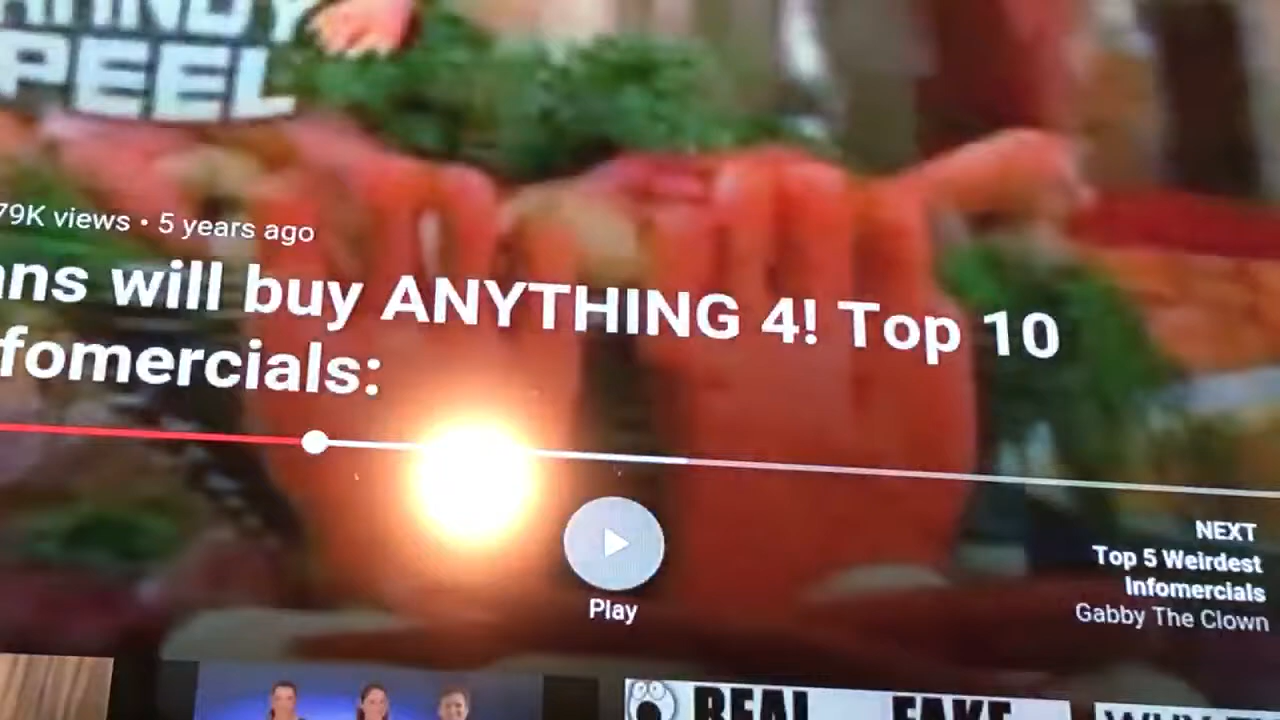 PEEL
79K views • 5 years ago
ans will buy ANYTHING 4! Top 10
fomercials:
NEXT
Top 5 Weirdest
Infomercials
Gabby The Clown
Play
REAL FAKE